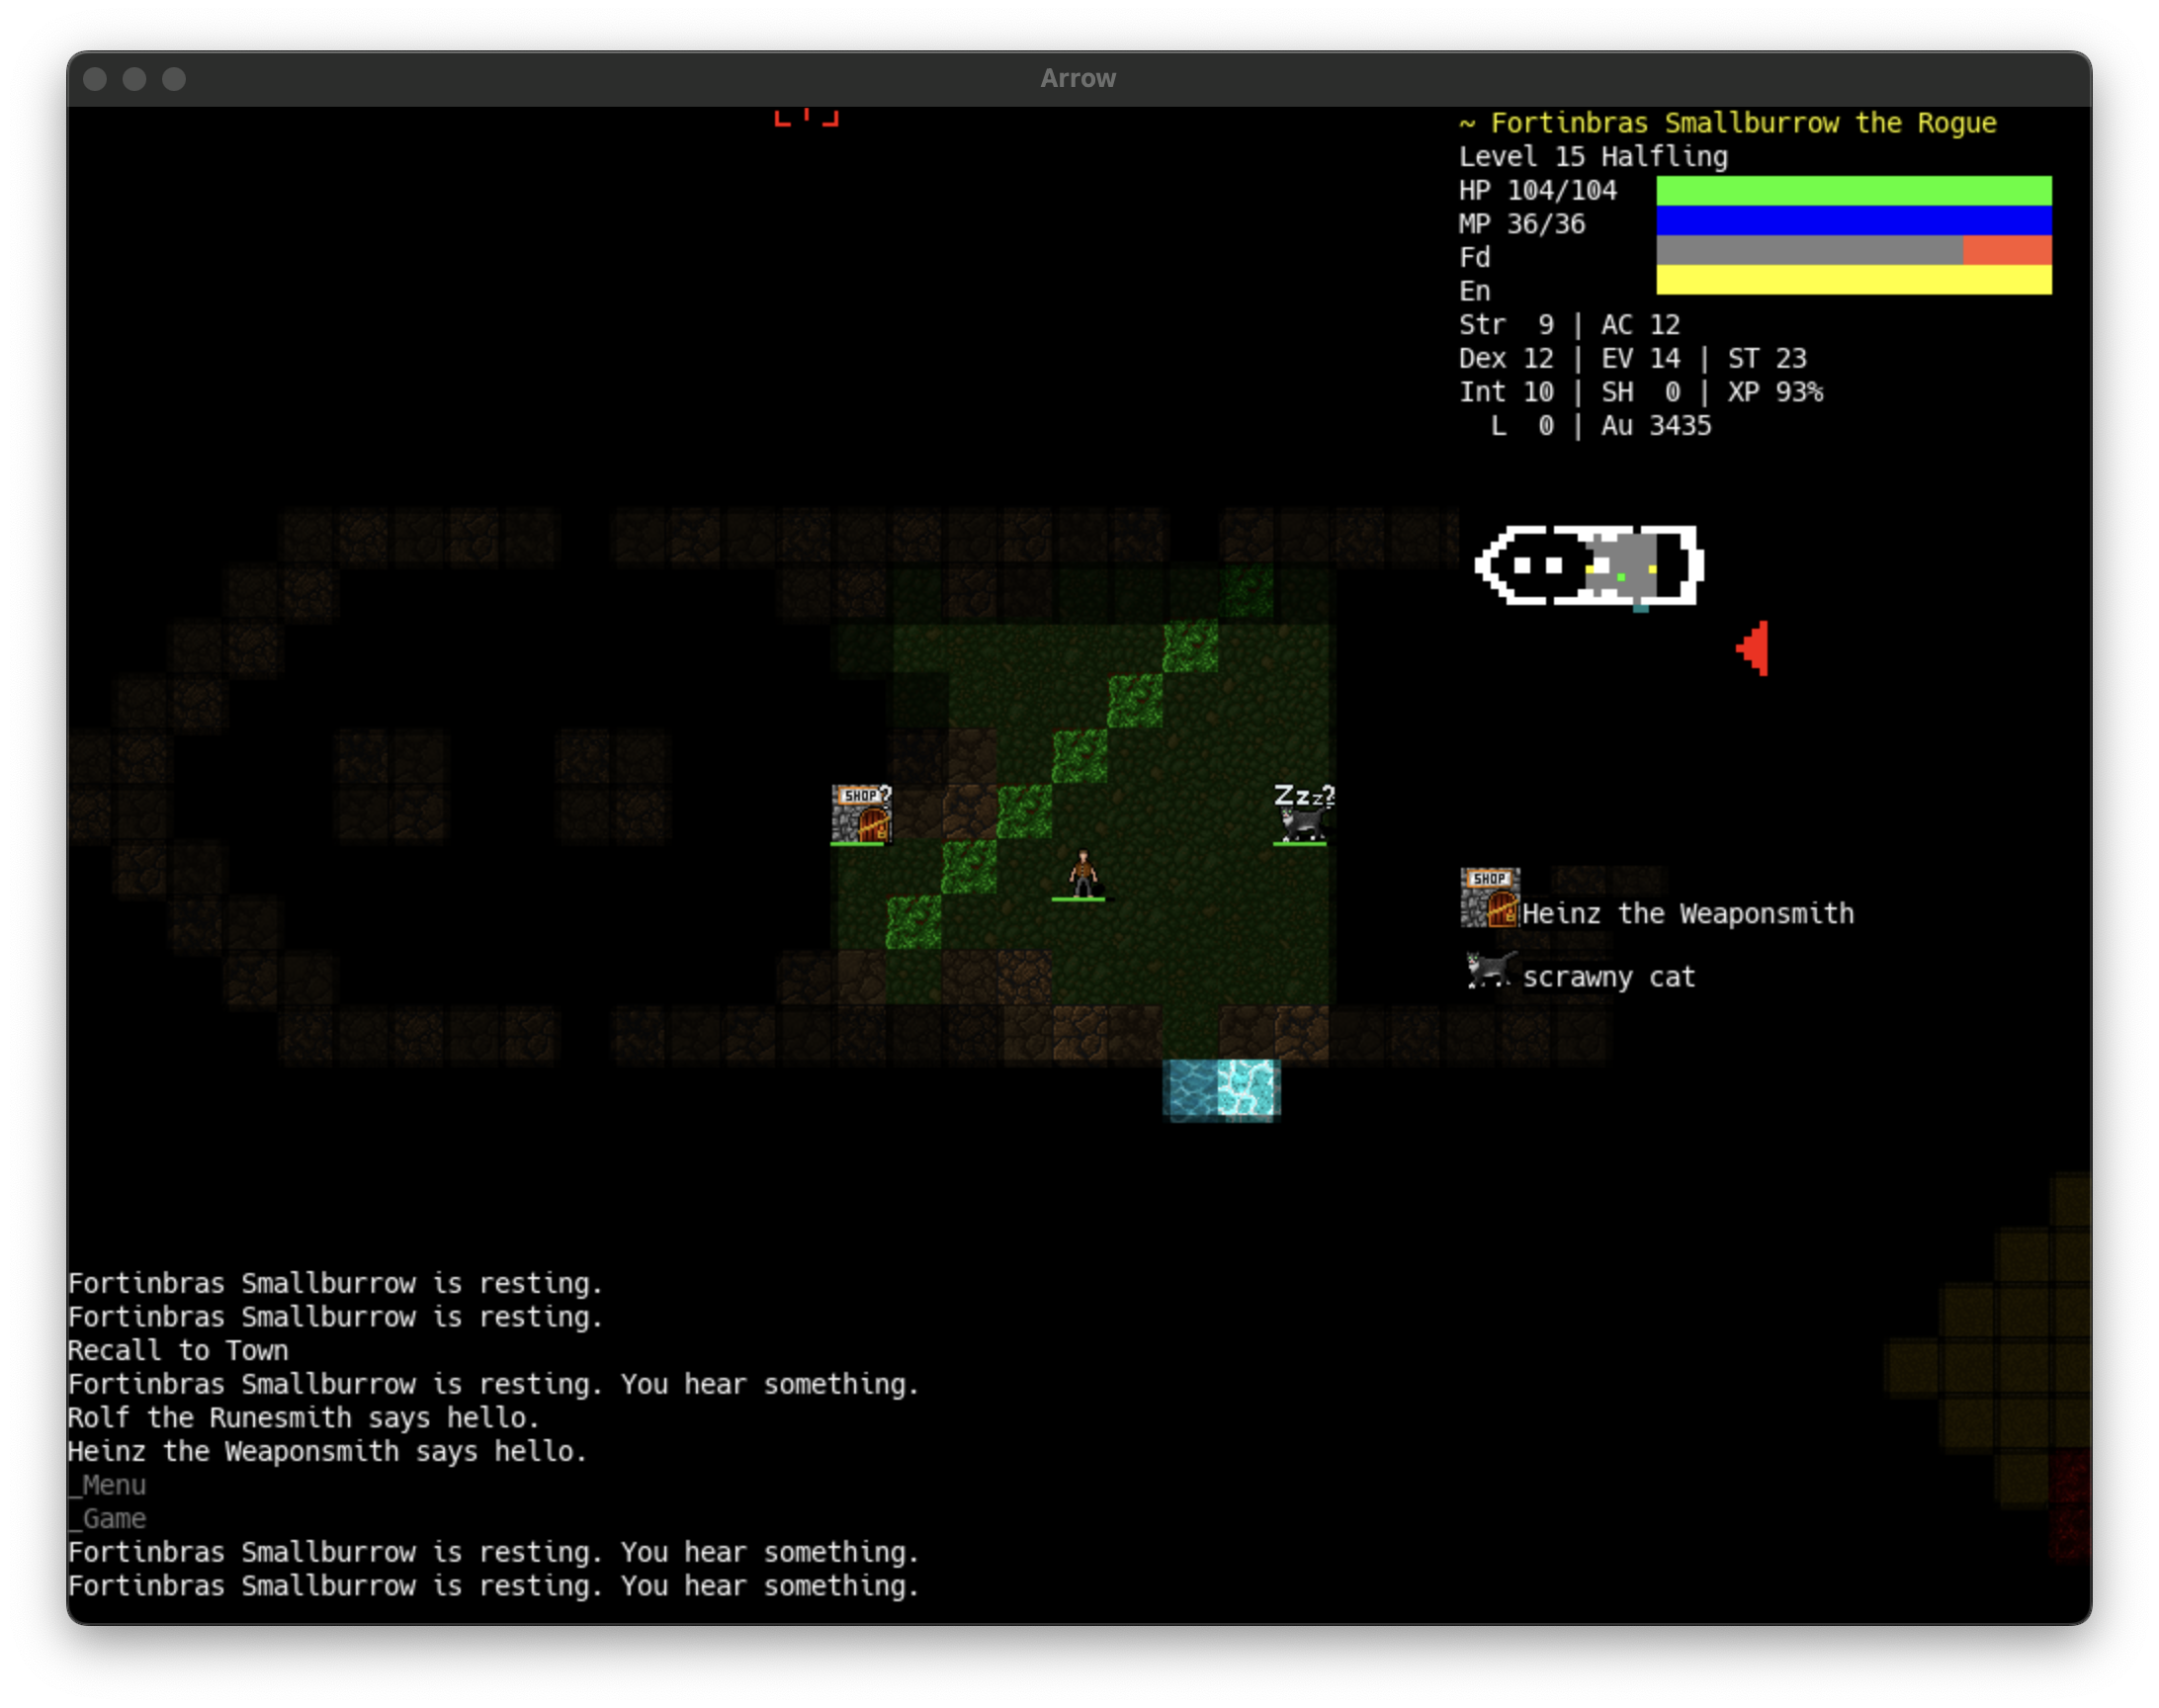 Arrow
~ Fortinbras Smallburrow the Rogue
Level 15 Halfling
HP 104/104
MP 36/36
Fd
En
Str  9 | AC 12
Dex 12 | EV 14 | ST 23
Int 10 | SH  0 | XP 93%
L  0 | Au 3435
SHOP?
Zzz?
SHOP
Heinz the Weaponsmith
scrawny cat
Fortinbras Smallburrow is resting.
Fortinbras Smallburrow is resting.
Recall to Town
Fortinbras Smallburrow is resting. You hear something.
Rolf the Runesmith says hello.
Heinz the Weaponsmith says hello.
_Menu
_Game
Fortinbras Smallburrow is resting. You hear something.
Fortinbras Smallburrow is resting. You hear something.